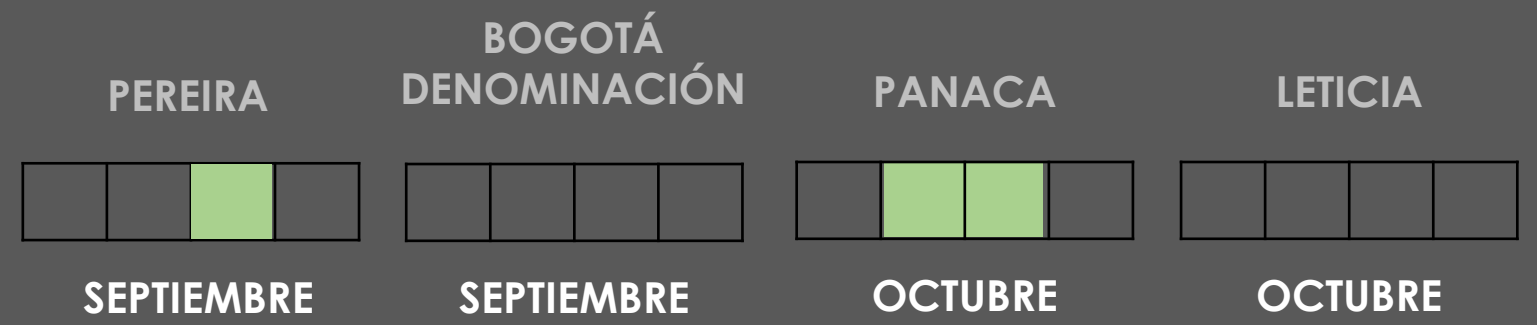 PEREIRA
BOGOTÁ
DENOMINACIÓN
PANACA
LETICIA
SEPTIEMBRE
SEPTIEMBRE
OCTUBRE
OCTUBRE